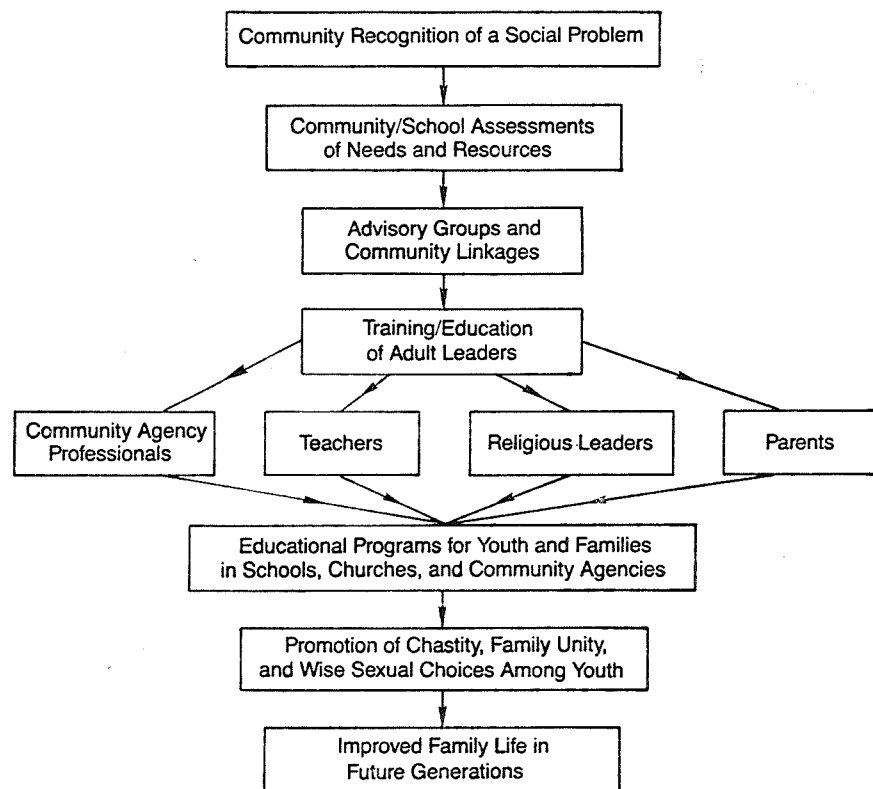 Community Recognition of a Social Problem
Community/School Assessments
of Needs and Resources
Advisory Groups and
Community Linkages
Training/Education
of Adult Leaders
Community Agency
Professionals
Teachers
Religious Leaders
Parents
Educational Programs for Youth and Families
in Schools, Churches, and Community Agencies
Promotion of Chastity, Family Unity,
and Wise Sexual Choices Among Youth
Improved Family Life in
Future Generations